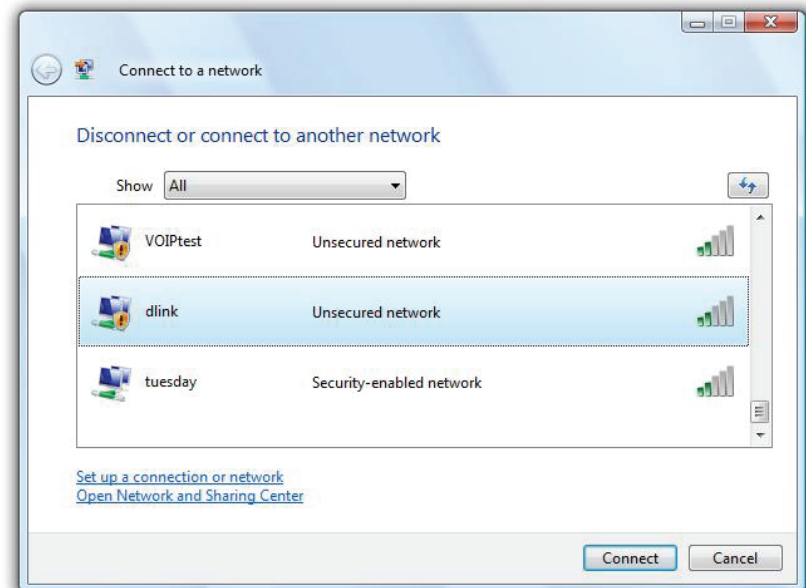 Connect to a network
Disconnect or connect to another network
Show All
VOIPtest Unsecured network
dlink Unsecured network
tuesday Security-enabled network
Set up a connection or network
Open Network and Sharing Center
Connect Cancel